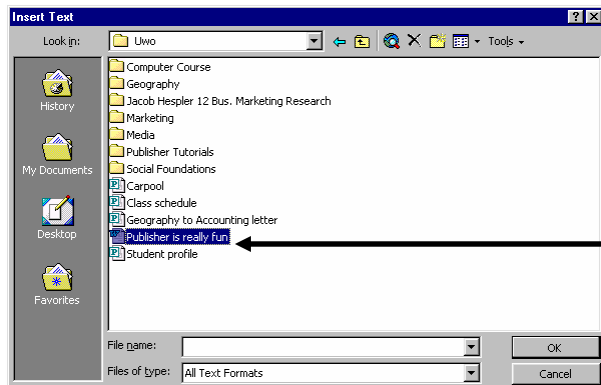 Insert Text
Look in: Uwo Tools
Computer Course
Geography
Jacob Hespler 12 Bus. Marketing Research
Marketing
Media
Publisher Tutorials
Social Foundations
Carpool
Class schedule
Geography to Accounting letter
Publisher is really fun
Student profile
History
My Documents
Desktop
Favorites
File name: OK
Files of type: All Text Formats Cancel